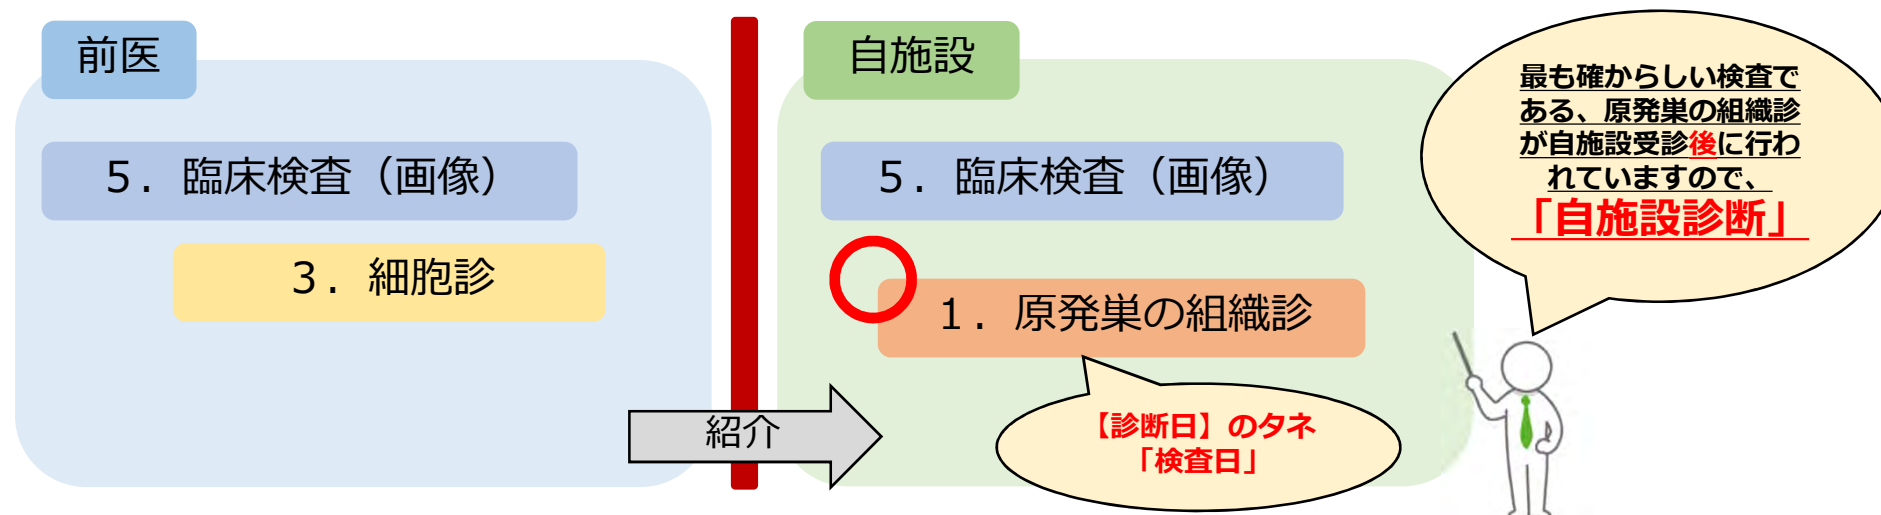 前医
5. 臨床検査（画像）
3. 細胞診
紹介
自施設
5. 臨床検査（画像）
1. 原発巣の組織診
【診断日】のタネ
「検査日」
最も確からしい検査で
ある、原発巣の組織診
が自施設受診後に行わ
れていますので、
「自施設診断」